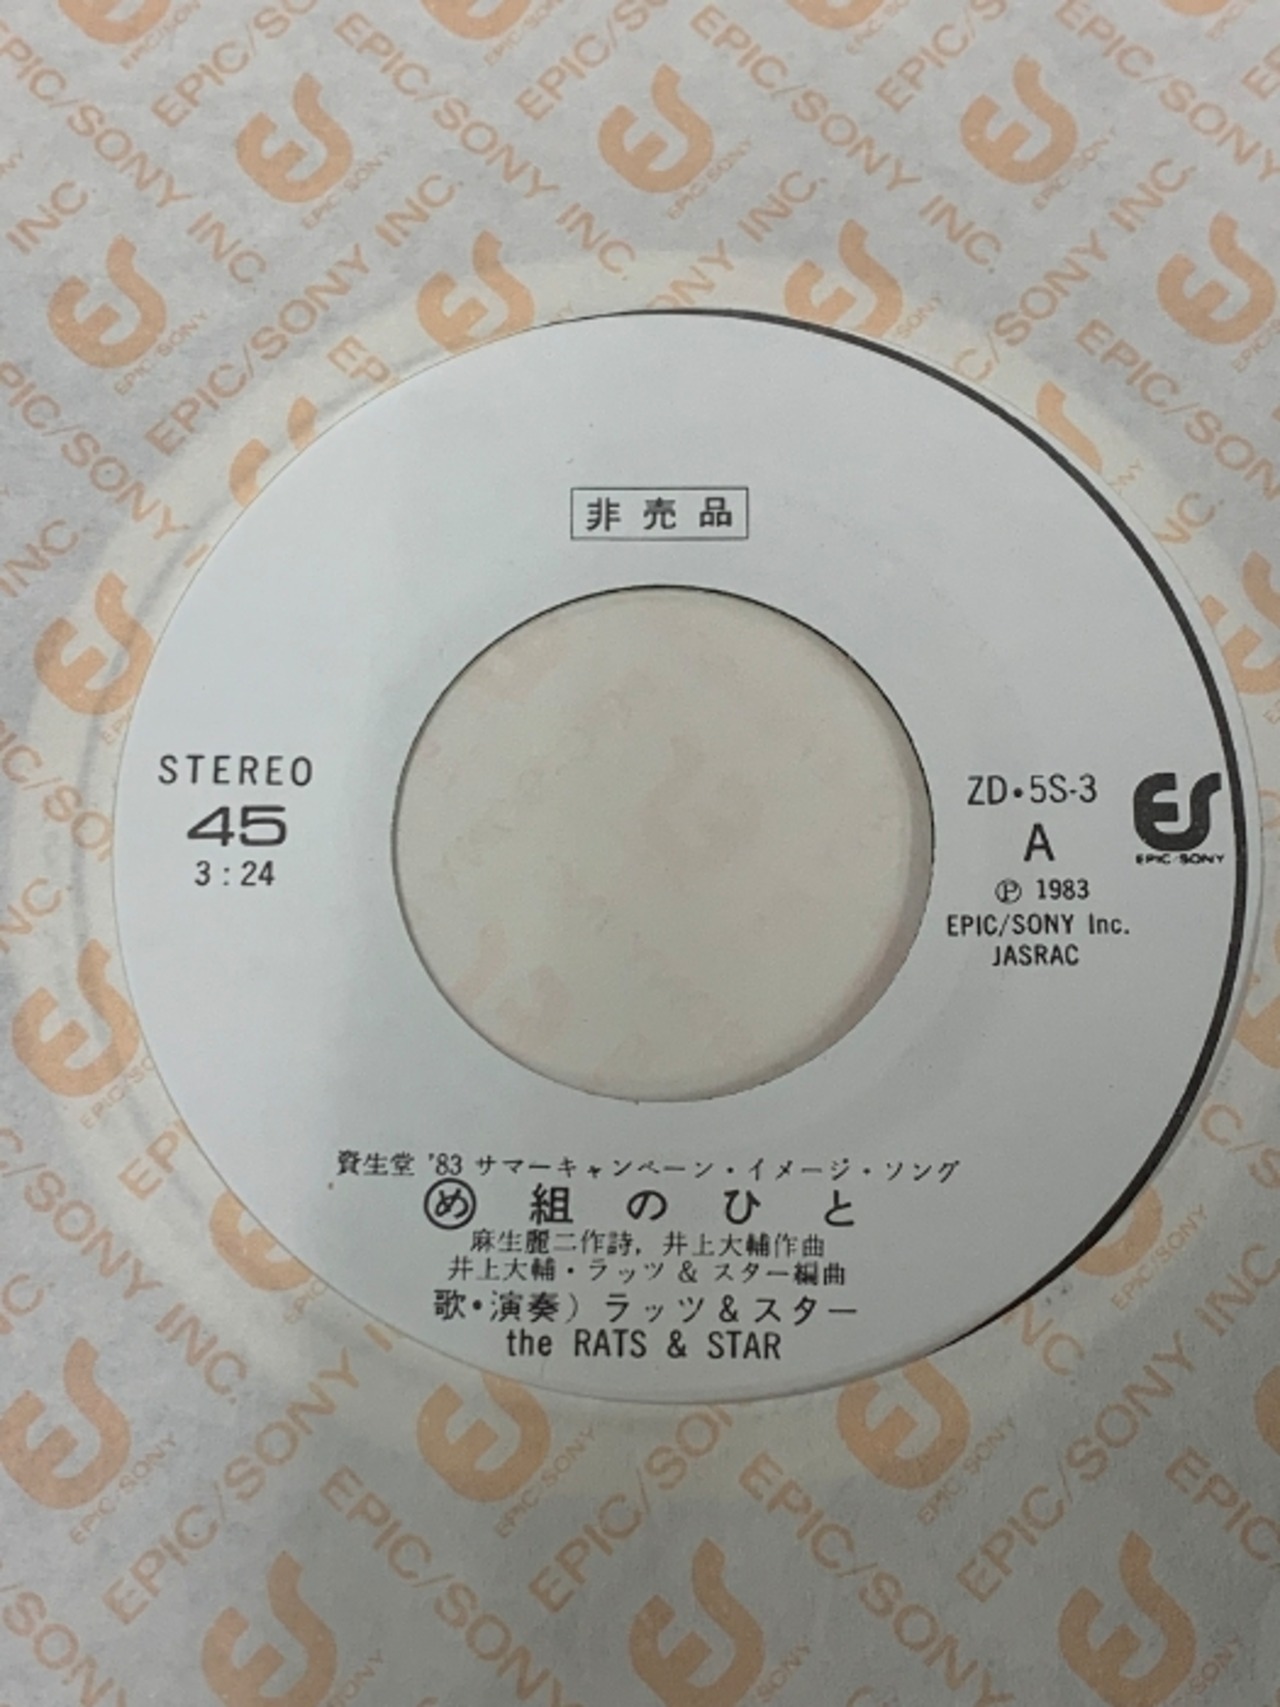 非売品
STEREO
45
3:24
ZD・5S-3
A
Ⓟ 1983
EPIC/SONY Inc.
JASRAC
ES
EPIC/SONY
資生堂 '83 サマーキャンペーン・イメージ・ソング
め組のひと
麻生麗二作詩, 井上大輔作曲
井上大輔・ラッツ & スター編曲
歌・演奏) ラッツ&スター
the RATS & STAR
EPIC/SONY INC.